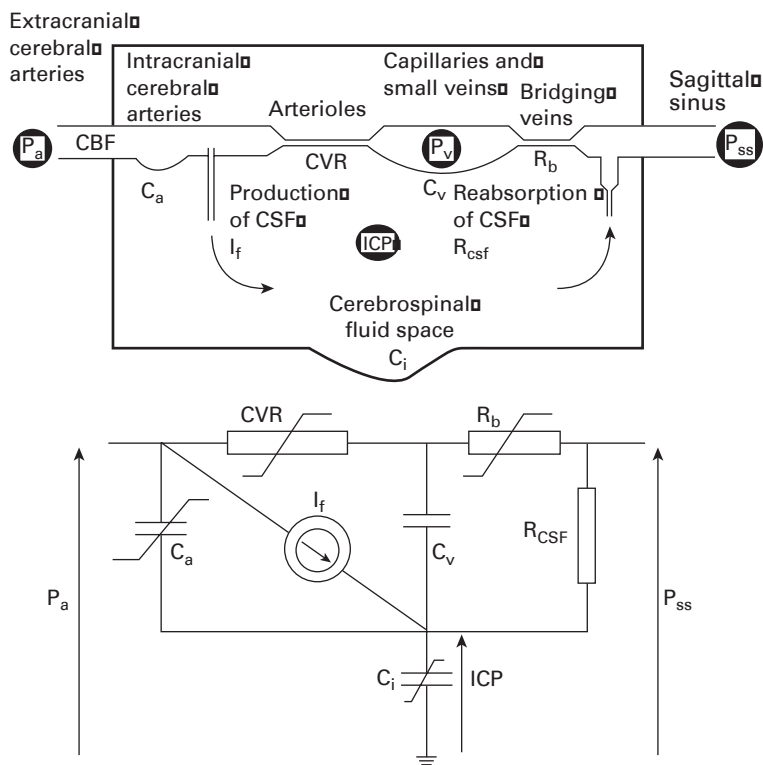 Extracranial
cerebral
arteries
Intracranial
cerebral
arteries
Arterioles
Capillaries and
small veins
Bridging
veins
Sagittal
sinus
Pa
CBF
CVR
Pv
Rb
Pss
Ca
Production
of CSF
If
Cv
Reabsorption
of CSF
Rcsf
ICP
Cerebrospinal
fluid space
Ci
CVR
Rb
If
Ca
Cv
RCSF
Pa
Pss
Ci
ICP